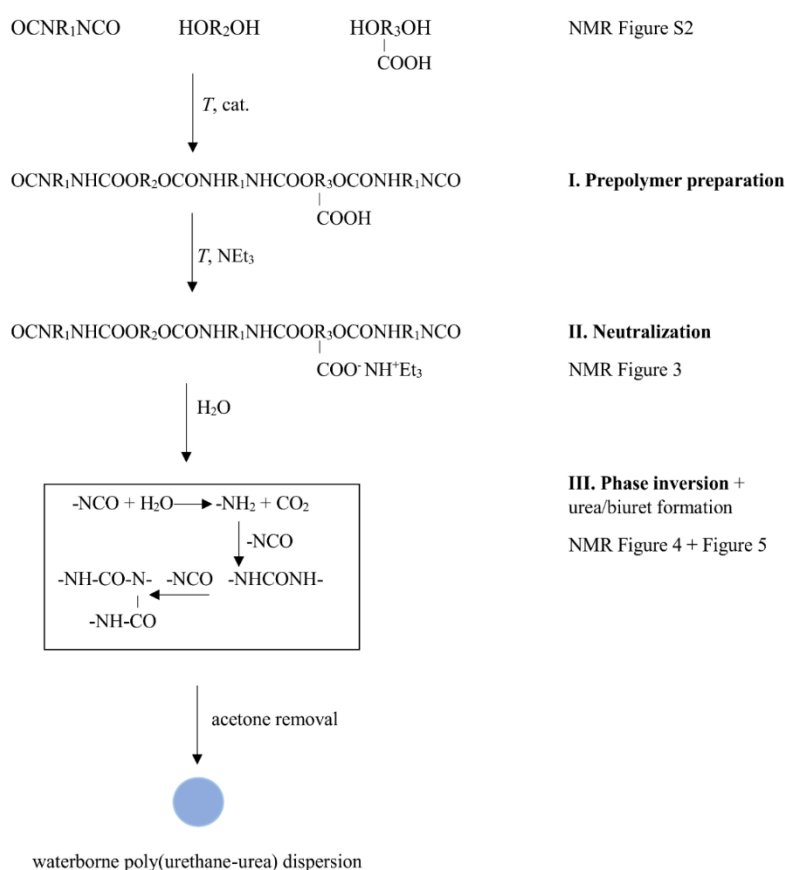 OCNR₁NCO HOR₂OH HOR₃OH NMR Figure S2
COOH
T, cat.
OCNR₁NHCOOR₂OCONHR₁NHCOOR₃OCONHR₁NCO I. Prepolymer preparation
COOH
T, NEt₃
OCNR₁NHCOOR₂OCONHR₁NHCOOR₃OCONHR₁NCO II. Neutralization
COO⁻ NH⁺Et₃ NMR Figure 3
H₂O
III. Phase inversion +
-NCO + H₂O → -NH₂ + CO₂ urea/biuret formation
-NCO NMR Figure 4 + Figure 5
-NH-CO-N- -NCO -NHCONH-
-NH-CO
acetone removal
waterborne poly(urethane-urea) dispersion